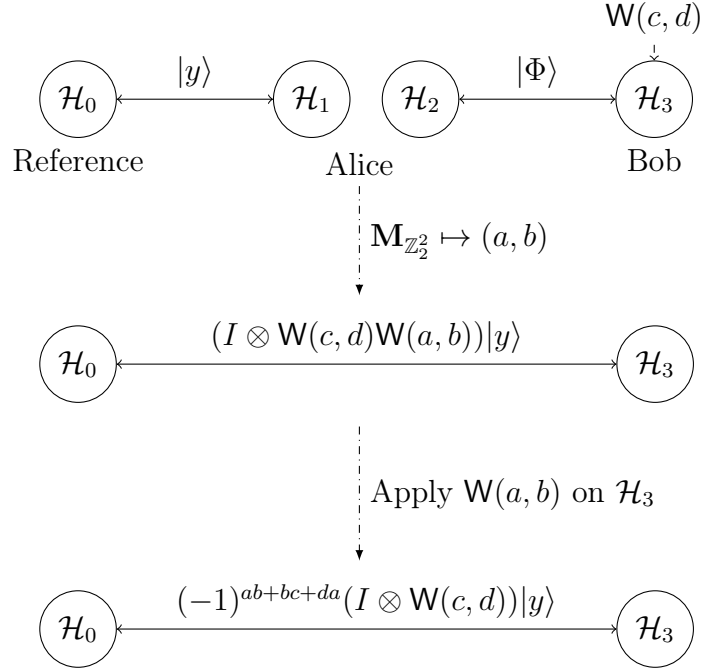 W(c, d)
|y⟩ |Φ⟩
ℋ₀ ℋ₁ ℋ₂ ℋ₃
Reference Alice Bob
𝐌_{ℤ₂²} ↦ (a, b)
(I ⊗ W(c, d)W(a, b))|y⟩
ℋ₀ ℋ₃
Apply W(a, b) on ℋ₃
(−1)^{ab+bc+da}(I ⊗ W(c, d))|y⟩
ℋ₀ ℋ₃